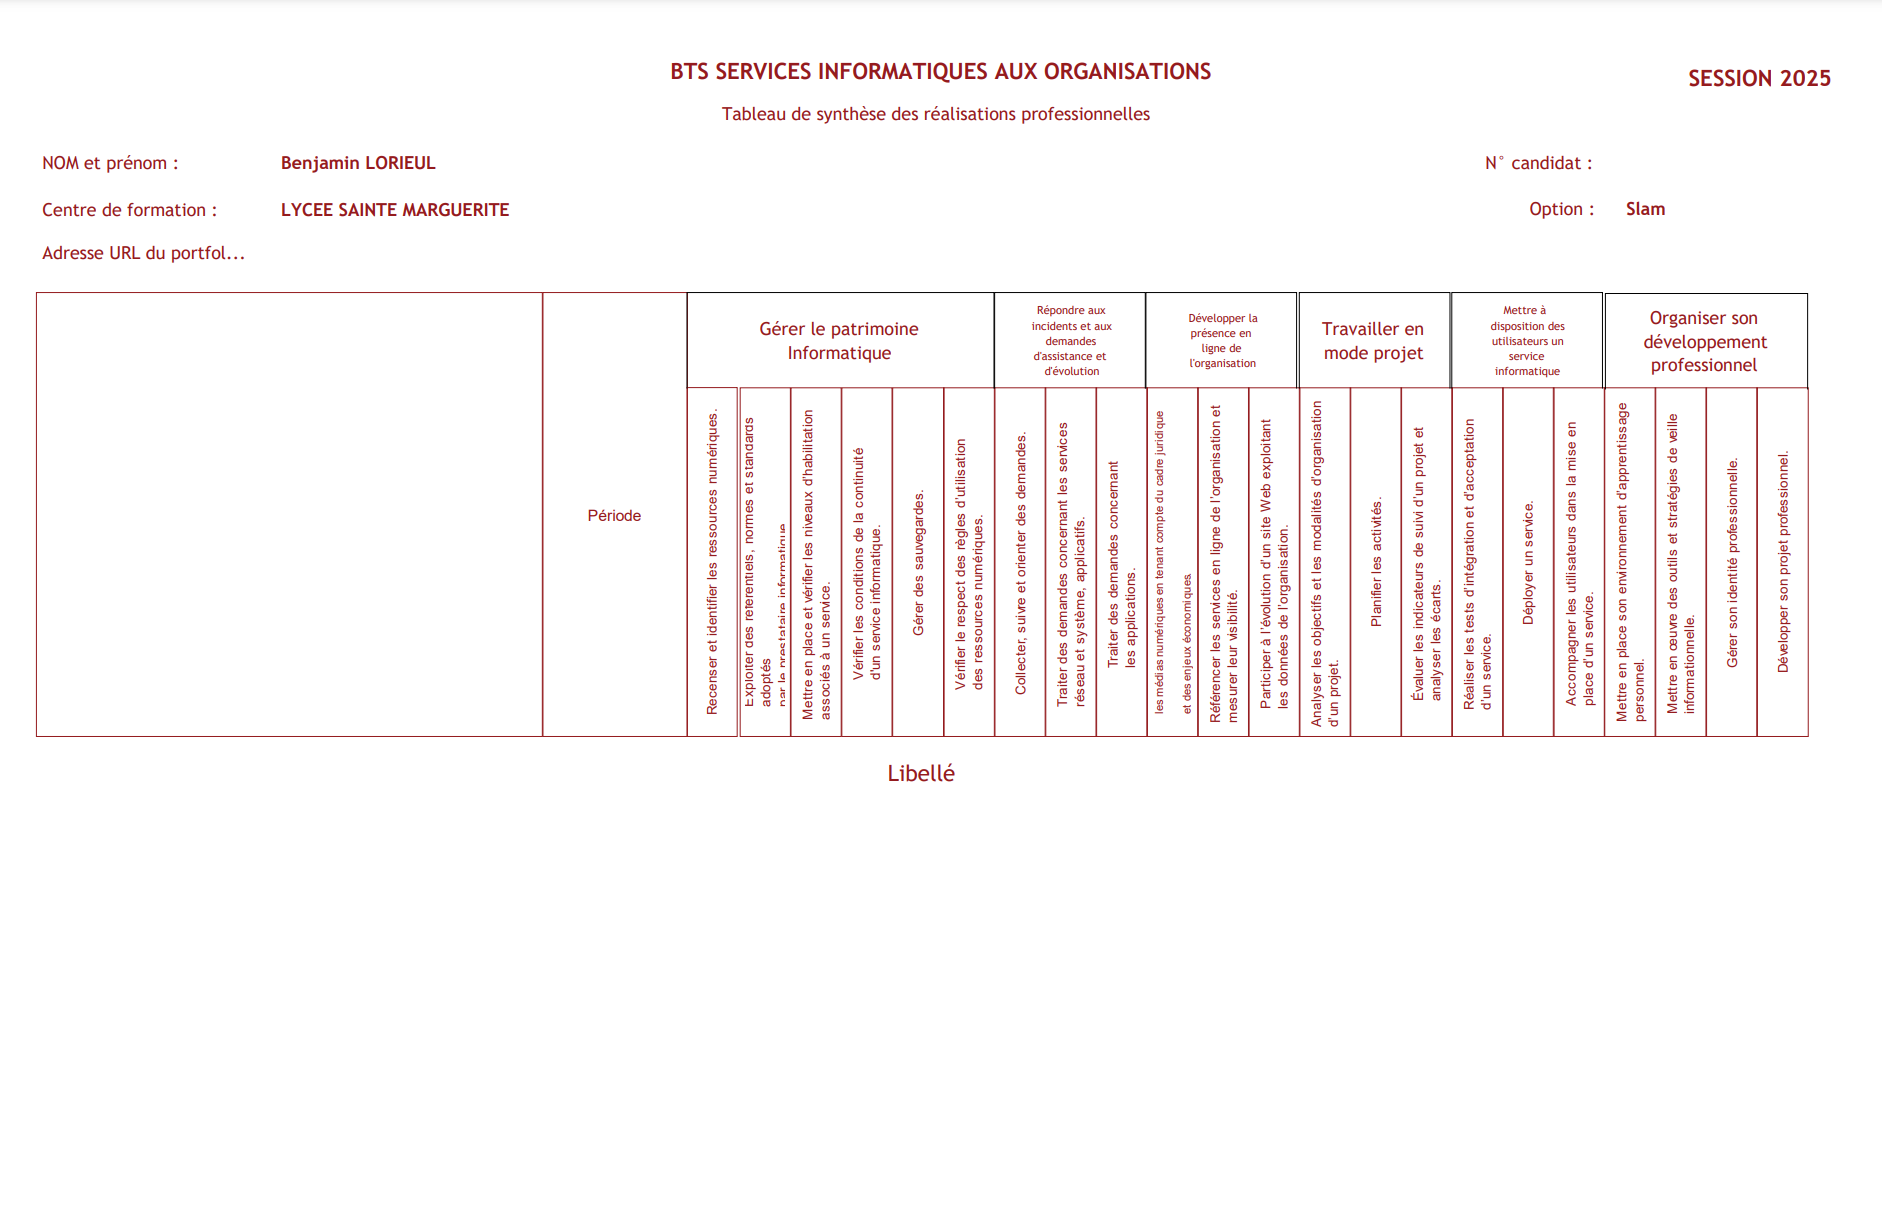 BTS SERVICES INFORMATIQUES AUX ORGANISATIONS
SESSION 2025
Tableau de synthèse des réalisations professionnelles
NOM et prénom :
Benjamin LORIEUL
N° candidat :
Centre de formation :
LYCEE SAINTE MARGUERITE
Option :
Slam
Adresse URL du portfol...
Période
Gérer le patrimoine
Informatique
Répondre aux
incidents et aux
demandes
d'assistance et
d'évolution
Développer la
présence en
ligne de
l'organisation
Travailler en
mode projet
Mettre à
disposition des
utilisateurs un
service
informatique
Organiser son
développement
professionnel
Recenser et identifier les ressources numériques.
Exploiter des référentiels, normes et standards
adoptés
par le prestataire informatique
Mettre en place et vérifier les niveaux d'habilitation
associés à un service.
Vérifier les conditions de la continuité
d'un service informatique.
Gérer des sauvegardes.
Vérifier le respect des règles d'utilisation
des ressources numériques.
Collecter, suivre et orienter des demandes.
Traiter des demandes concernant les services
réseau et système, applicatifs.
Traiter des demandes concernant
les applications.
les médias numériques en tenant compte du cadre juridique
et des enjeux économiques.
Référencer les services en ligne de l'organisation et
mesurer leur visibilité.
Participer à l'évolution d'un site Web exploitant
les données de l'organisation.
Analyser les objectifs et les modalités d'organisation
d'un projet.
Planifier les activités.
Évaluer les indicateurs de suivi d'un projet et
analyser les écarts.
Réaliser les tests d'intégration et d'acceptation
d'un service.
Déployer un service.
Accompagner les utilisateurs dans la mise en
place d'un service.
Mettre en place son environnement d'apprentissage
personnel.
Mettre en œuvre des outils et stratégies de veille
informationnelle.
Gérer son identité professionnelle.
Développer son projet professionnel.
Libellé